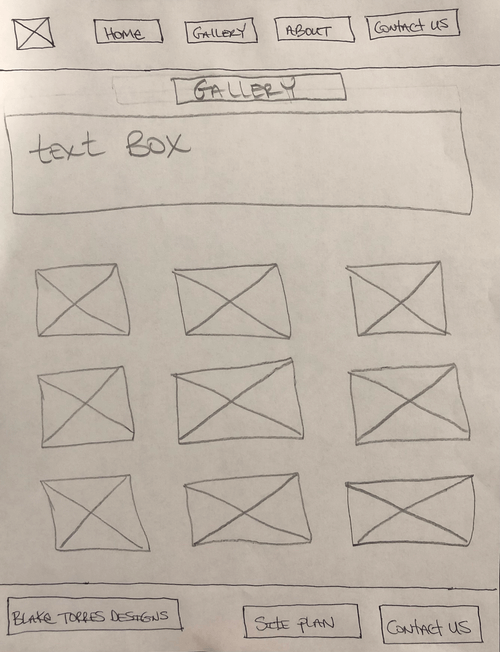 HOME GALLERY ABOUT CONTACT US
GALLERY
text BOX
BLAKE TORRES DESIGNS SITE PLAN CONTACT US